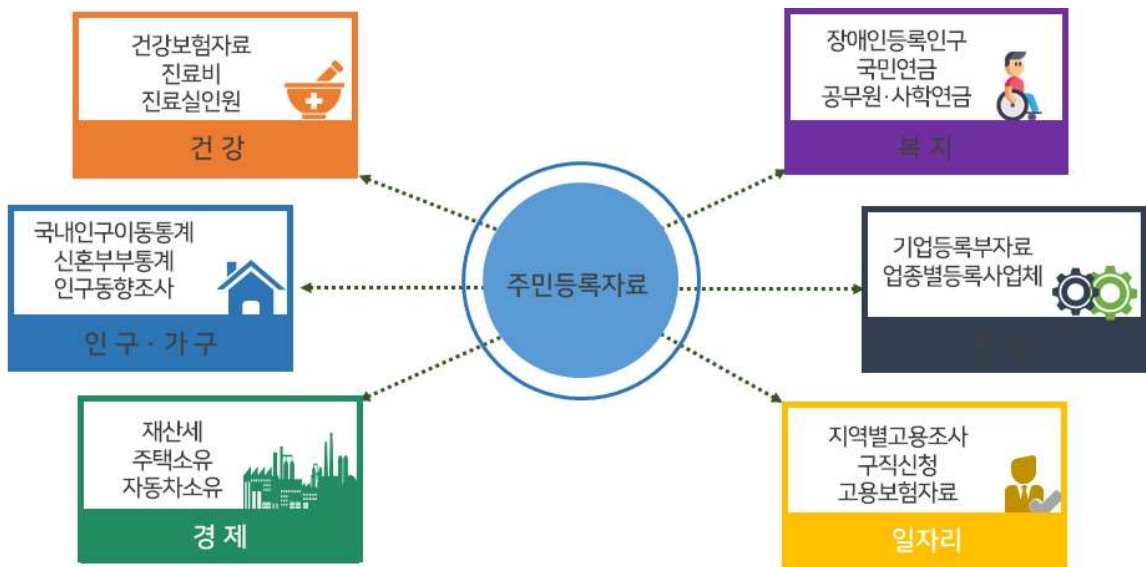 건강보험자료
진료비
진료실인원
건 강
장애인등록인구
국민연금
공무원·사학연금
복 지
국내인구이동통계
신혼부부통계
인구동향조사
인 구 · 가 구
주민등록자료
기업등록부자료
업종별등록사업체
재산세
주택소유
자동차소유
경 제
지역별고용조사
구직신청
고용보험자료
일자리